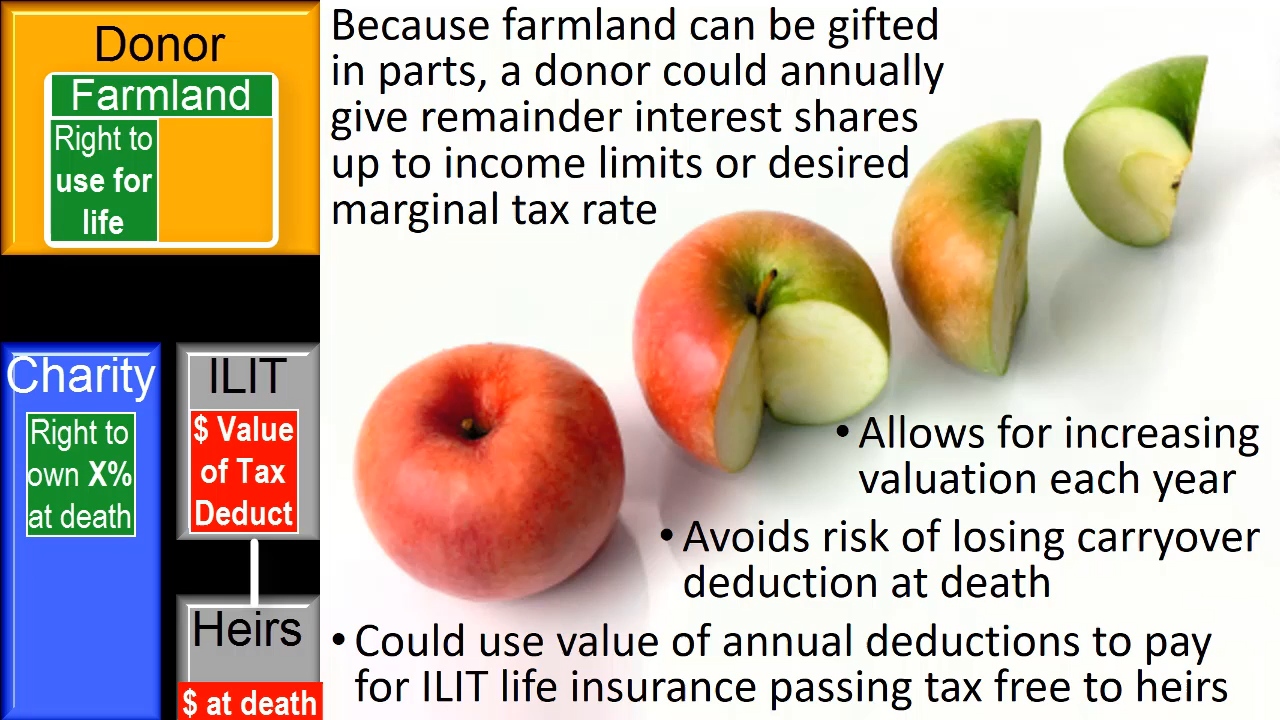 Donor
Farmland
Right to
use for
life
Charity
Right to
own X%
at death
ILIT
$ Value
of Tax
Deduct
Heirs
$ at death
Because farmland can be gifted
in parts, a donor could annually
give remainder interest shares
up to income limits or desired
marginal tax rate
• Allows for increasing
valuation each year
• Avoids risk of losing carryover
deduction at death
• Could use value of annual deductions to pay
for ILIT life insurance passing tax free to heirs